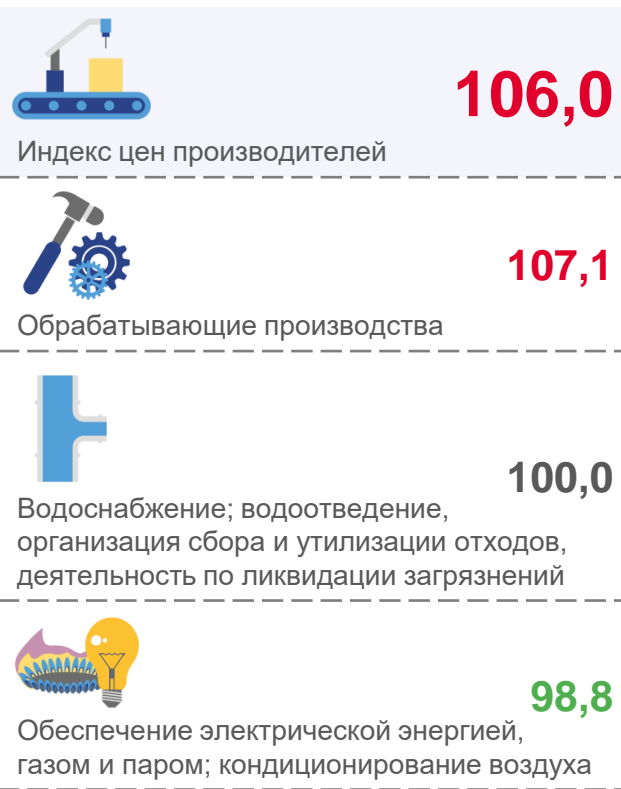 106,0
Индекс цен производителей
107,1
Обрабатывающие производства
100,0
Водоснабжение; водоотведение,
организация сбора и утилизации отходов,
деятельность по ликвидации загрязнений
98,8
Обеспечение электрической энергией,
газом и паром; кондиционирование воздуха